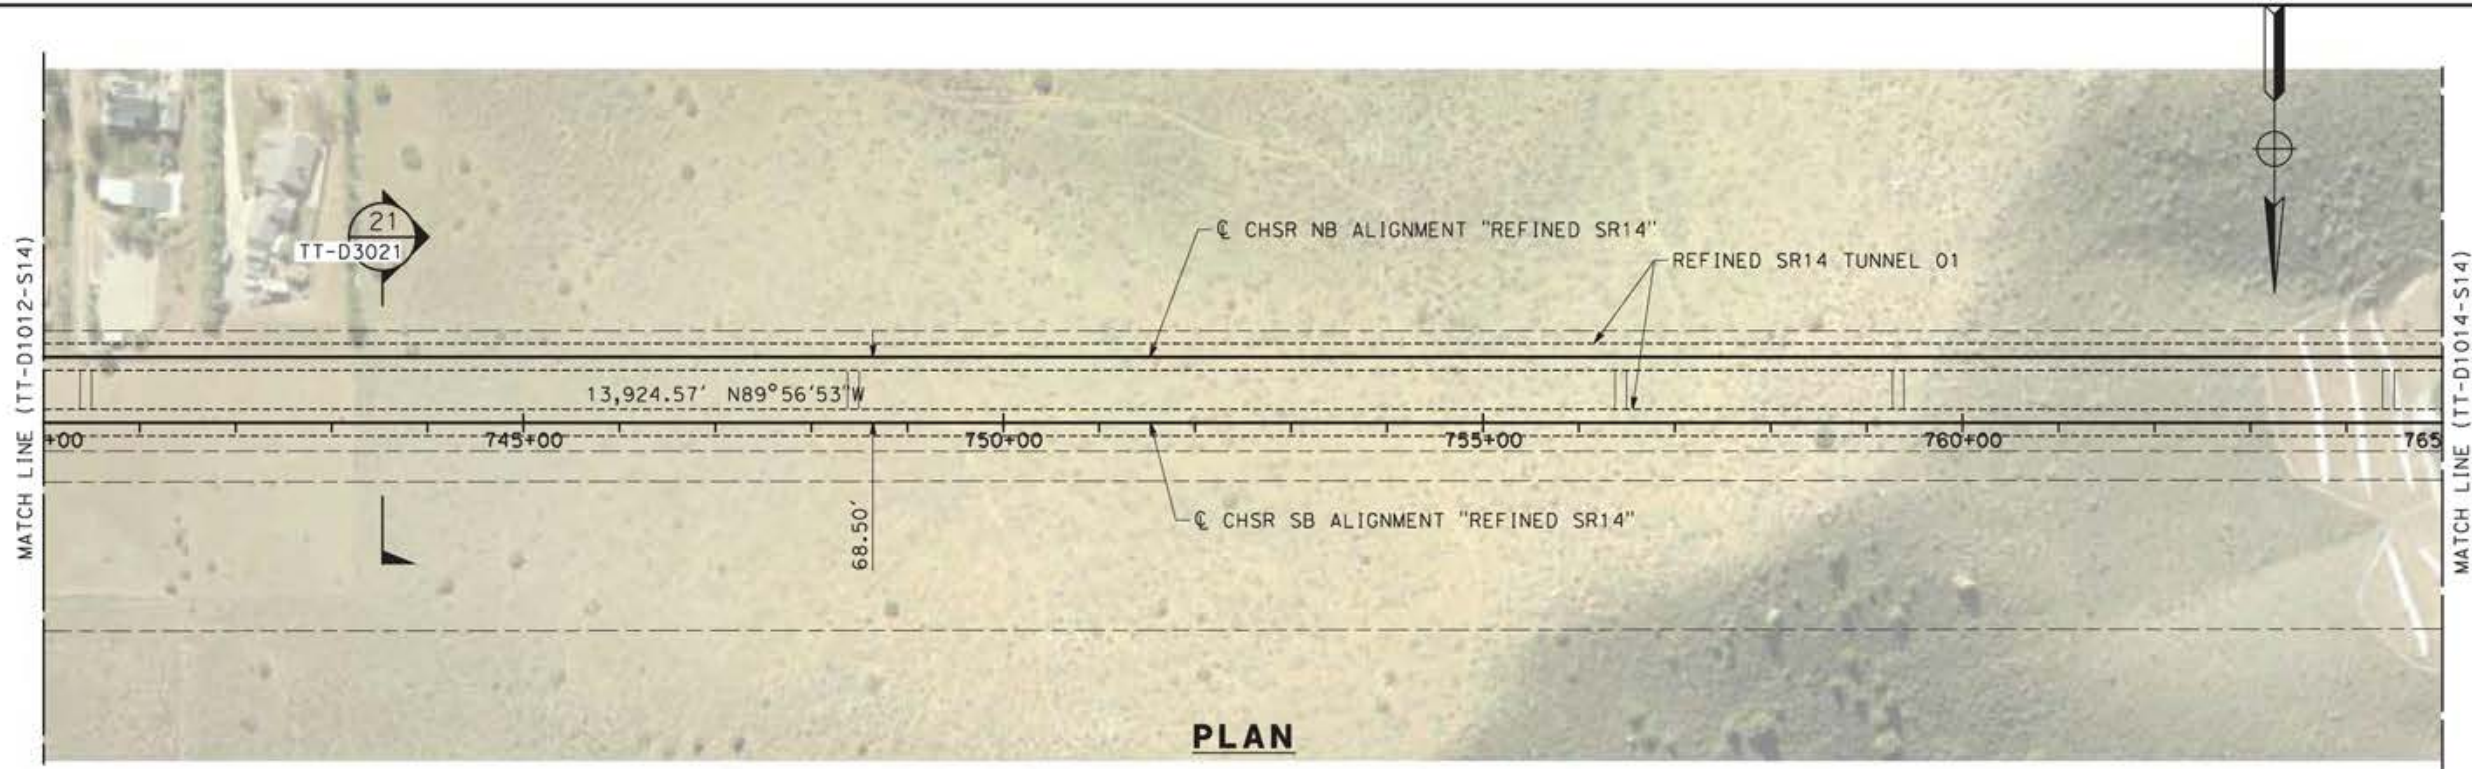 21
TT-D3021
℄ CHSR NB ALIGNMENT "REFINED SR14"
REFINED SR14 TUNNEL 01
MATCH LINE (TT-D1012-S14)
MATCH LINE (TT-D1014-S14)
13,924.57' N89°56'53"W
+00 745+00 750+00 755+00 760+00 765
68.50'
℄ CHSR SB ALIGNMENT "REFINED SR14"
PLAN